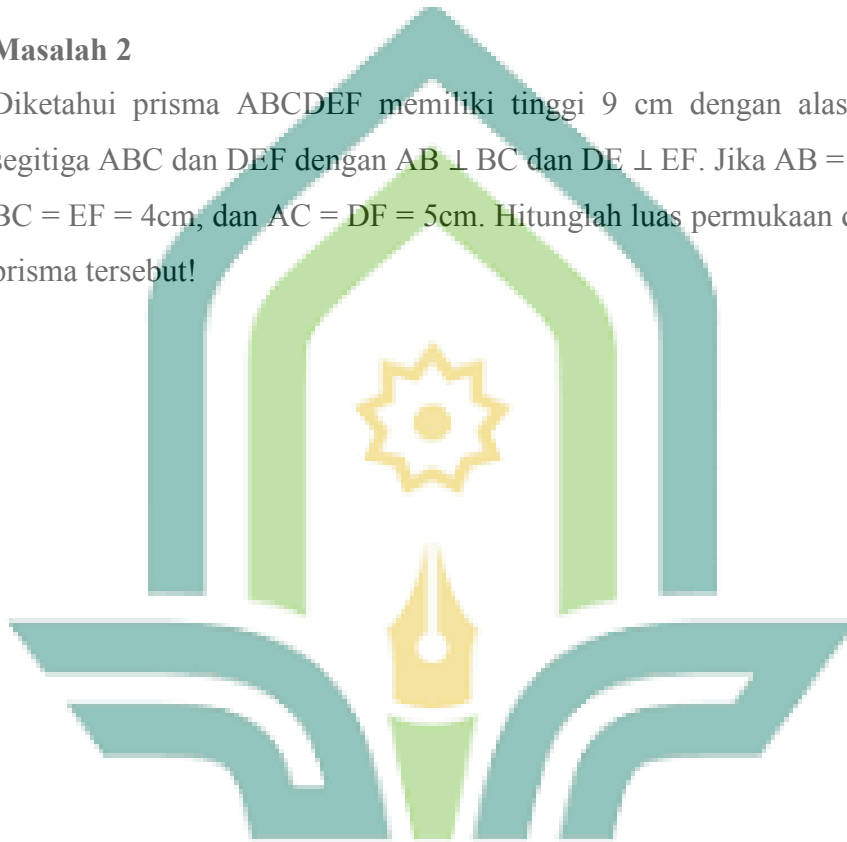 Masalah 2
Diketahui prisma ABCDEF memiliki tinggi 9 cm dengan alas
segitiga ABC dan DEF dengan AB ⊥ BC dan DE ⊥ EF. Jika AB =
BC = EF = 4cm, dan AC = DF = 5cm. Hitunglah luas permukaan
prisma tersebut!